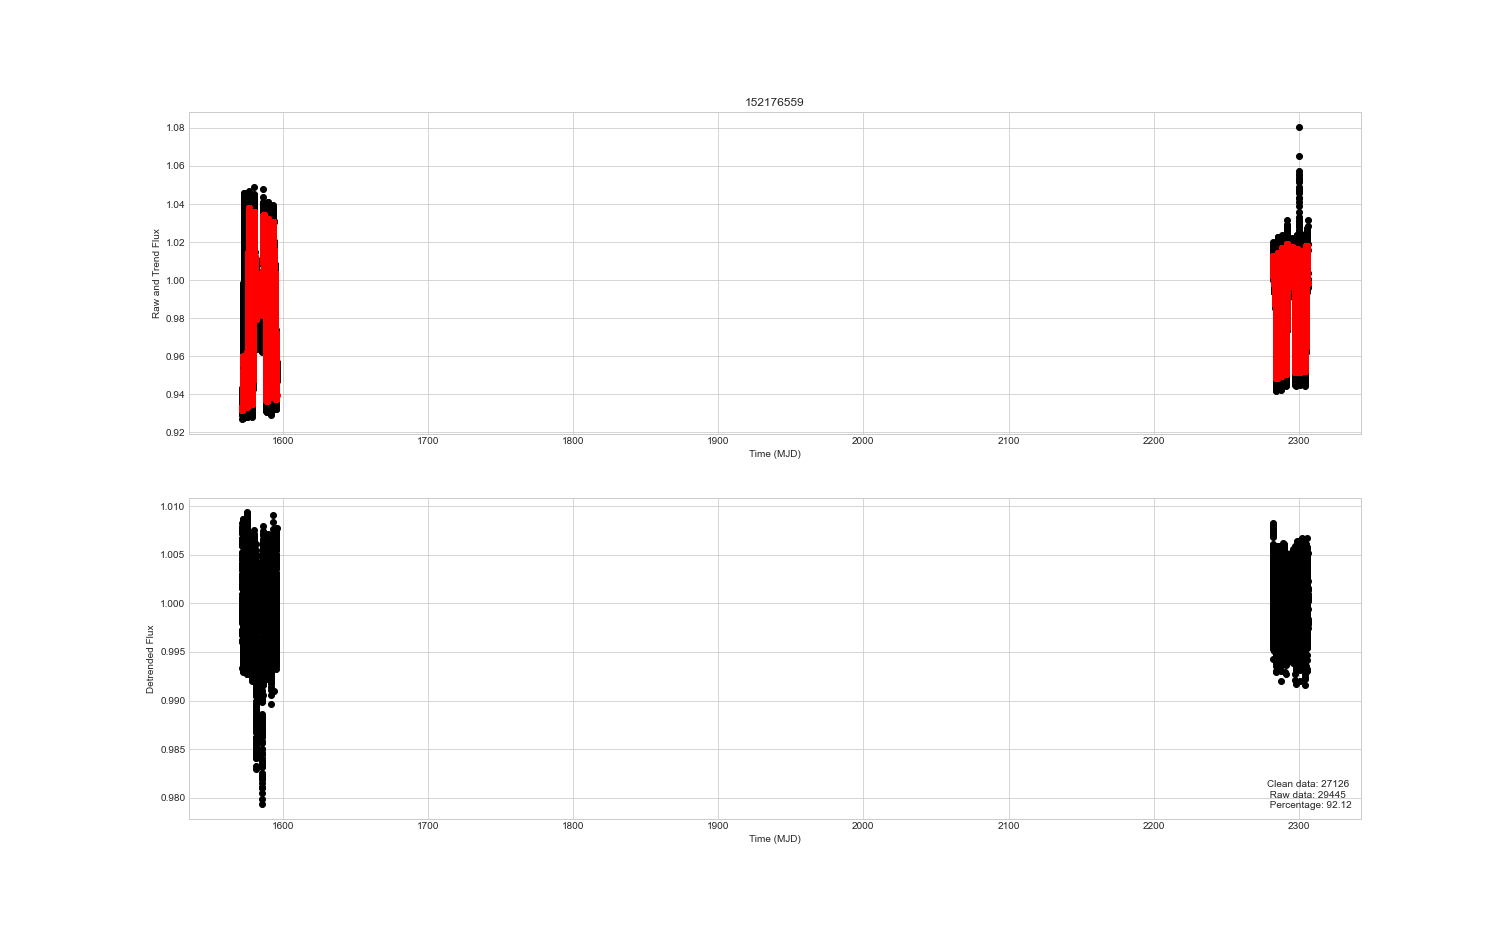 152176559
1.08
1.06
1.04
1.02
1.00
0.98
0.96
0.94
0.92
Raw and Trend Flux
1600 1700 1800 1900 2000 2100 2200 2300
Time (MJD)
1.010
1.005
1.000
0.995
0.990
0.985
0.980
Detrended Flux
Clean data: 27126
Raw data: 29445
Percentage: 92.12
1600 1700 1800 1900 2000 2100 2200 2300
Time (MJD)